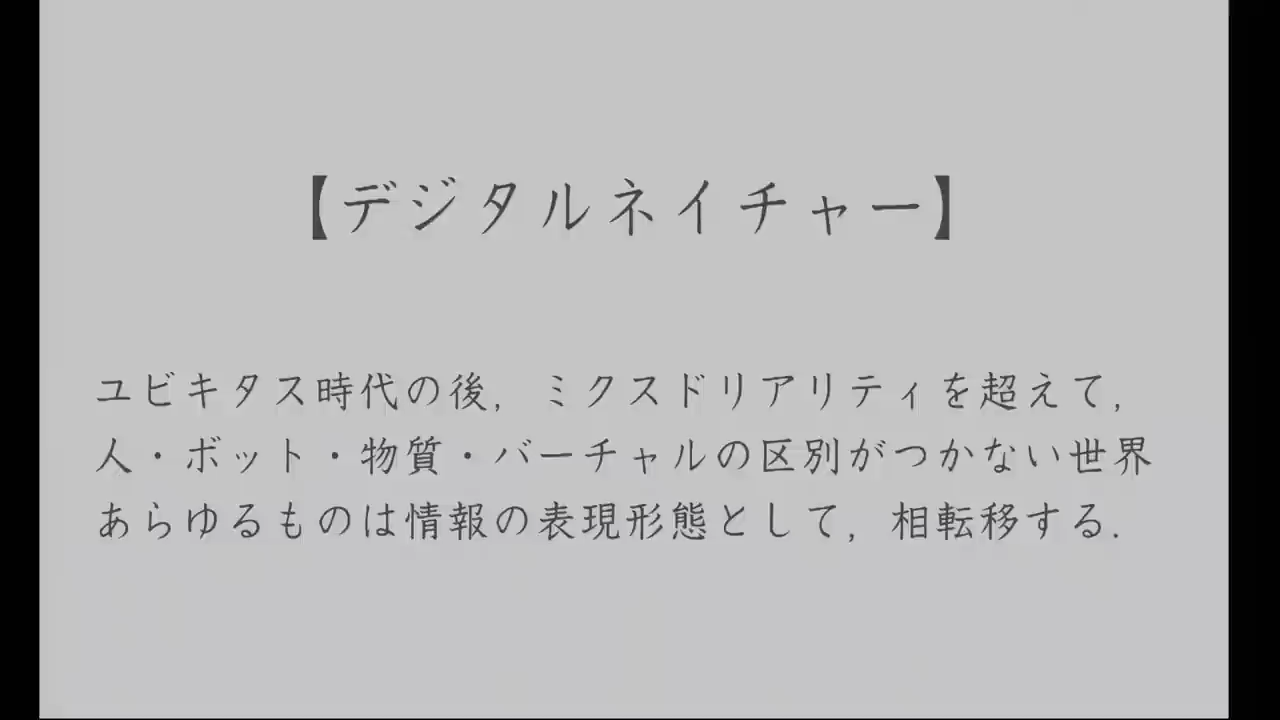 【デジタルネイチャー】
ユビキタス時代の後，ミクスドリアリティを超えて，
人・ボット・物質・バーチャルの区別がつかない世界
あらゆるものは情報の表現形態として，相転移する．